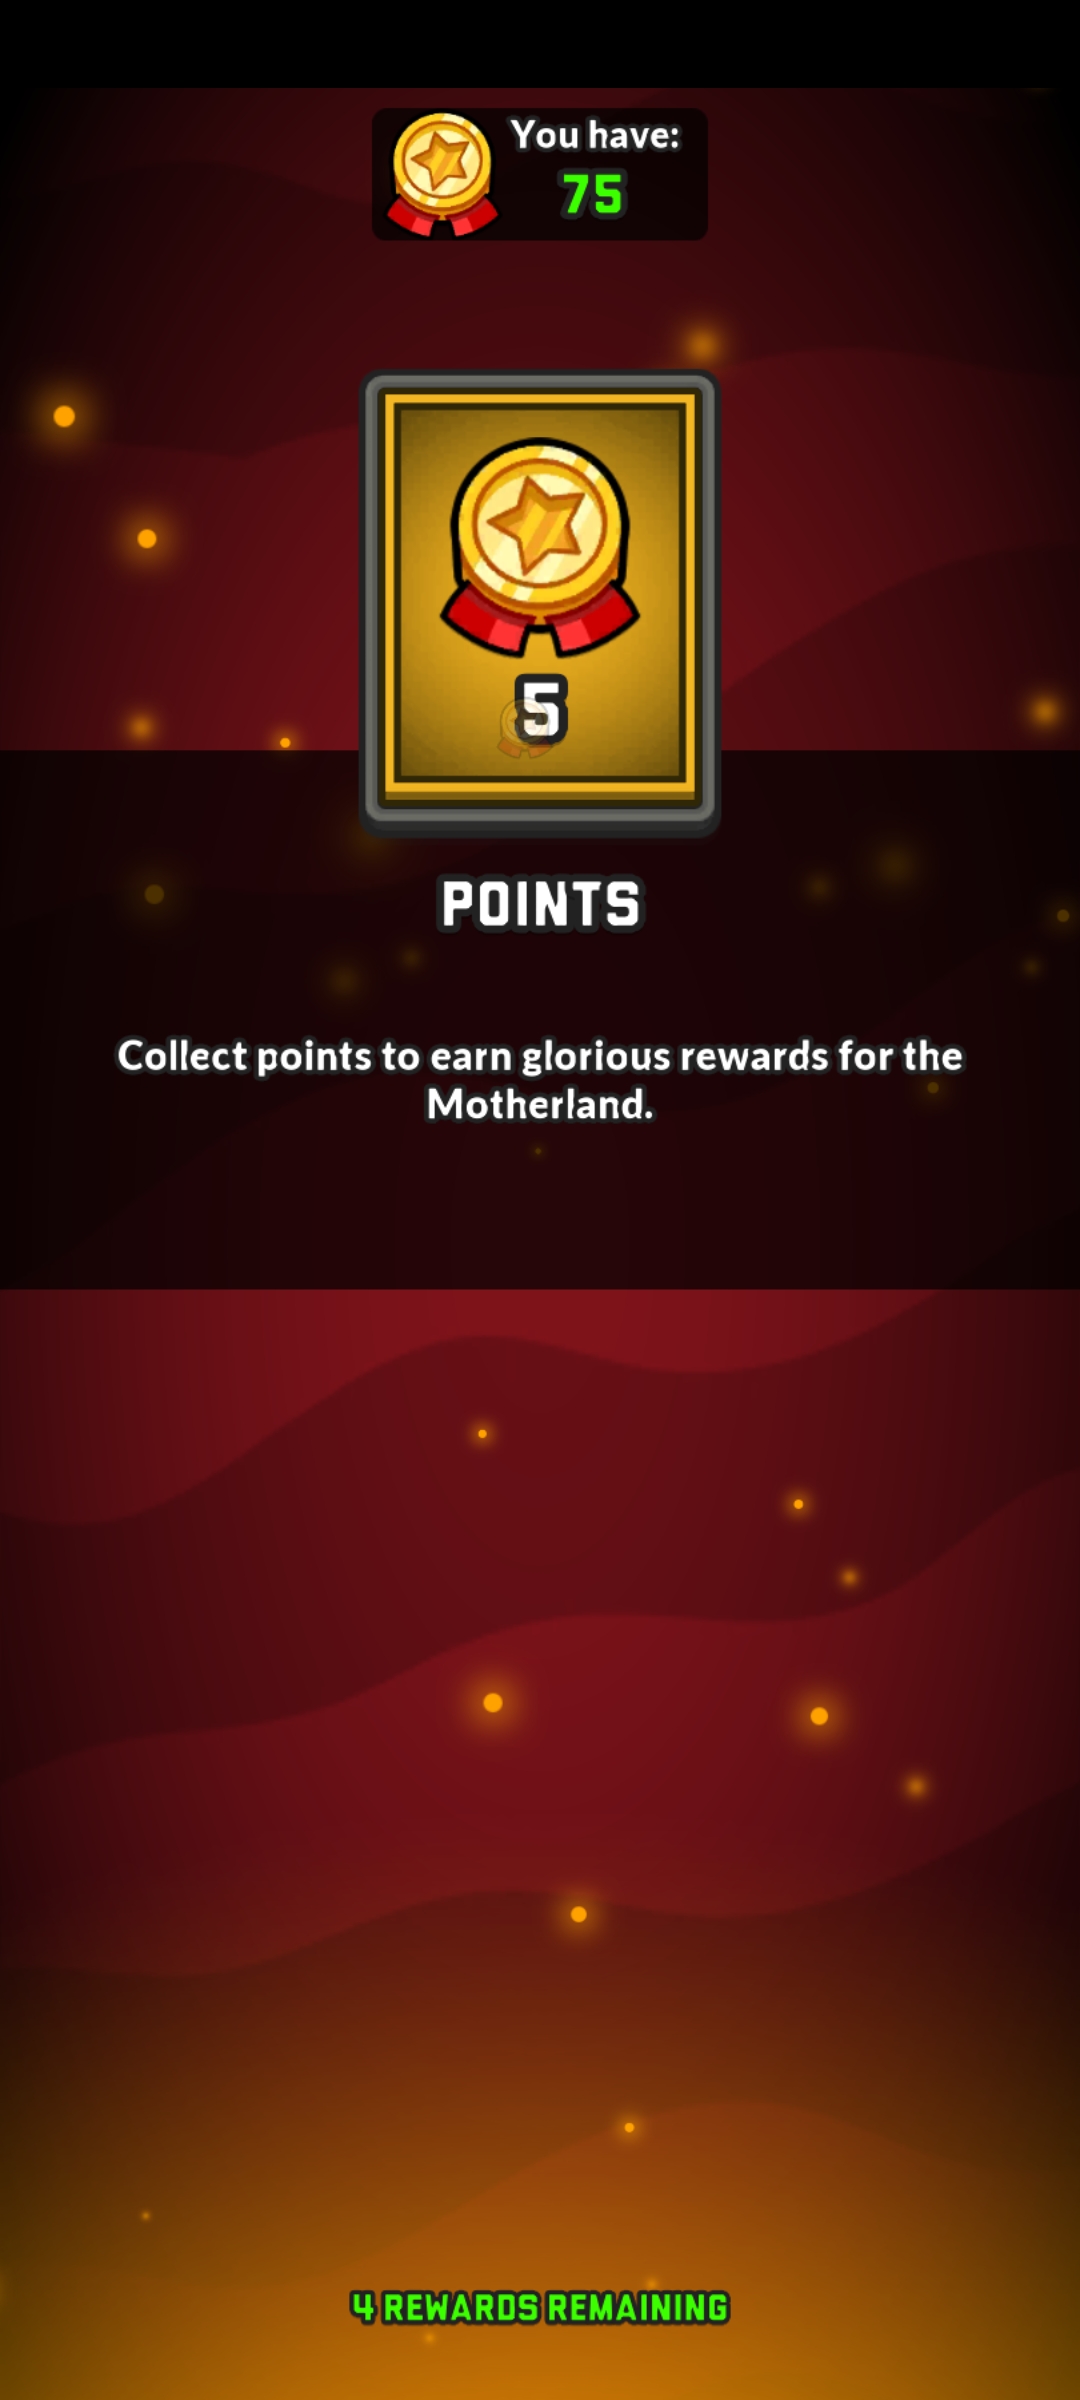 You have:
75
5
POINTS
Collect points to earn glorious rewards for the
Motherland.
4 REWARDS REMAINING